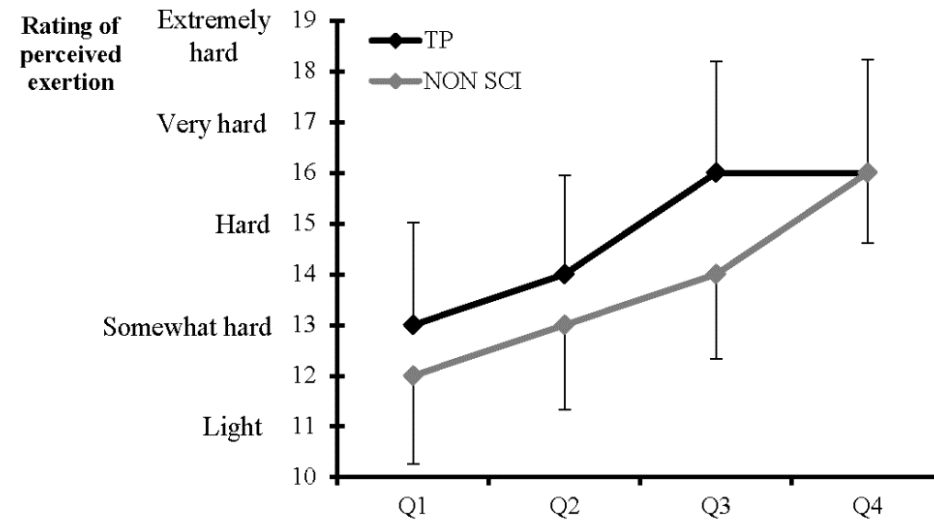 Rating of
perceived
exertion
Extremely
hard
Very hard
Hard
Somewhat hard
Light
19
18
17
16
15
14
13
12
11
10
TP
NON SCI
Q1 Q2 Q3 Q4